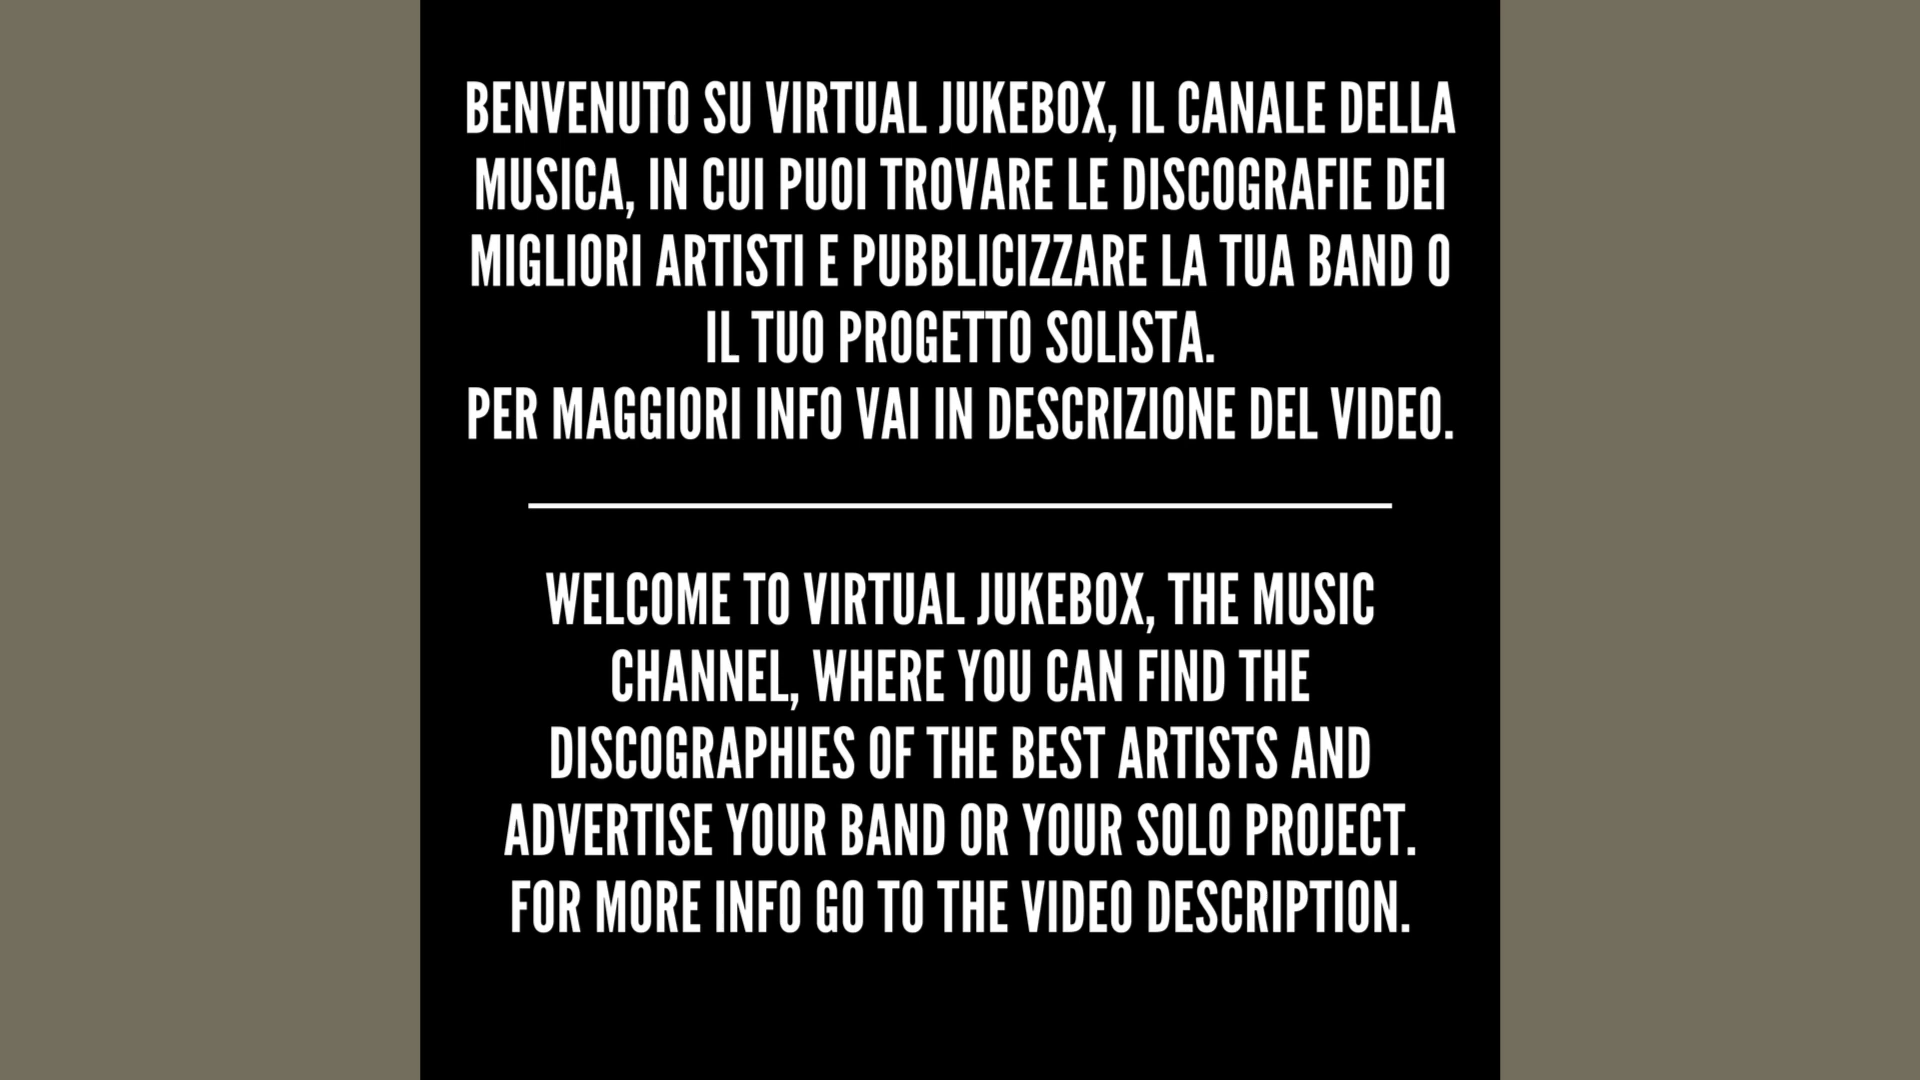 BENVENUTO SU VIRTUAL JUKEBOX, IL CANALE DELLA
MUSICA, IN CUI PUOI TROVARE LE DISCOGRAFIE DEI
MIGLIORI ARTISTI E PUBBLICIZZARE LA TUA BAND O
IL TUO PROGETTO SOLISTA.
PER MAGGIORI INFO VAI IN DESCRIZIONE DEL VIDEO.
WELCOME TO VIRTUAL JUKEBOX, THE MUSIC
CHANNEL, WHERE YOU CAN FIND THE
DISCOGRAPHIES OF THE BEST ARTISTS AND
ADVERTISE YOUR BAND OR YOUR SOLO PROJECT.
FOR MORE INFO GO TO THE VIDEO DESCRIPTION.